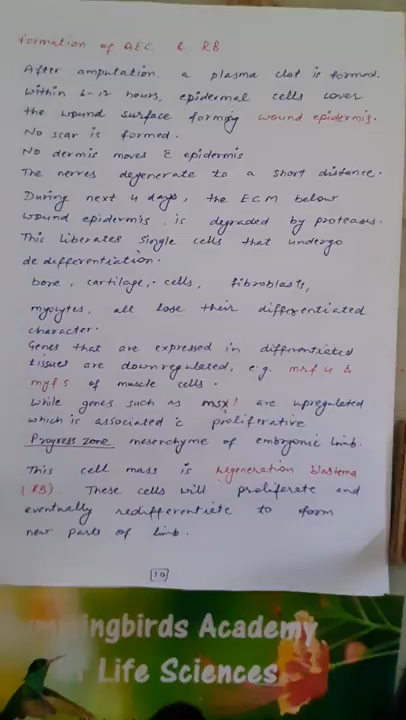 Formation of AEC & RB
After amputation a plasma clot is formed.
Within 6-12 hours, epidermal cells cover
the wound surface forming wound epidermis.
No scar is formed.
No dermis moves c̄ epidermis
The nerves degenerate to a short distance.
During next 4 days, the ECM below
wound epidermis is degraded by proteases.
This liberates single cells that undergo
dedifferentiation.
bone, cartilage, cells, fibroblasts,
myocytes, all lose their differentiated
character.
Genes that are expressed in differentiated
tissues are downregulated, e.g. mrf 4 &
myf 5 of muscle cells.
While genes such as msx1 are upregulated
which is associated c̄ proliferative
Progress zone mesenchyme of embryonic limb.
This cell mass is regeneration blastema
(RB). These cells will proliferate and
eventually redifferentiate to form
new parts of limb.
10
mmingbirds Academy
Life Sciences